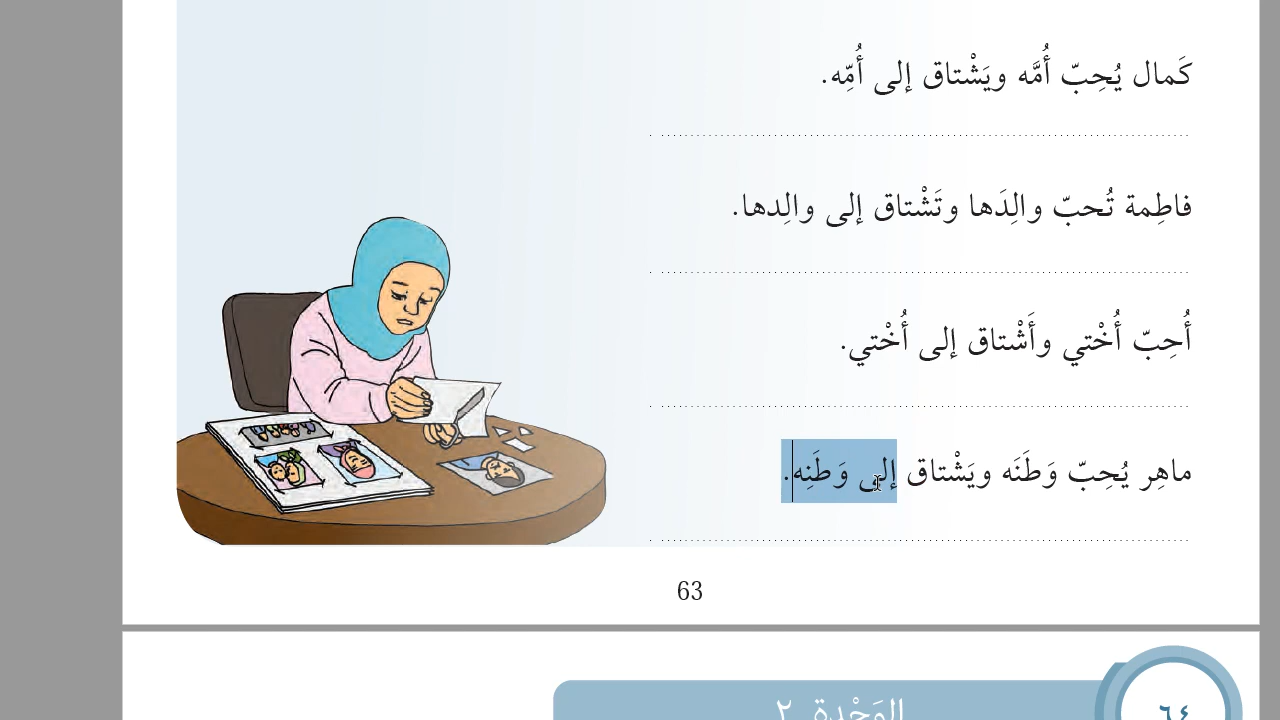 كَمال يُحِبّ أُمَّه ويَشْتاق إلى أُمِّه.
فاطِمة تُحبّ والِدَها وتَشْتاق إلى والِدها.
أُحِبّ أُخْتي وأَشْتاق إلى أُخْتي.
ماهِر يُحِبّ وَطَنَه ويَشْتاق إلى وَطَنِه.
63
٦٤
الوَحْدة ٢